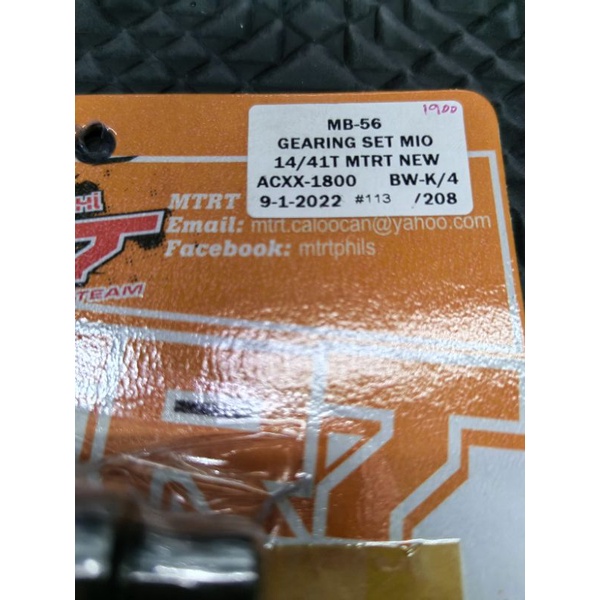 1900
MB-56
GEARING SET MIO
14/41T MTRT NEW
ACXX-1800 BW-K/4
9-1-2022 #113 /208
MTRT
Email: mtrt.caloocan@yahoo.com
Facebook: mtrtphils
TEAM